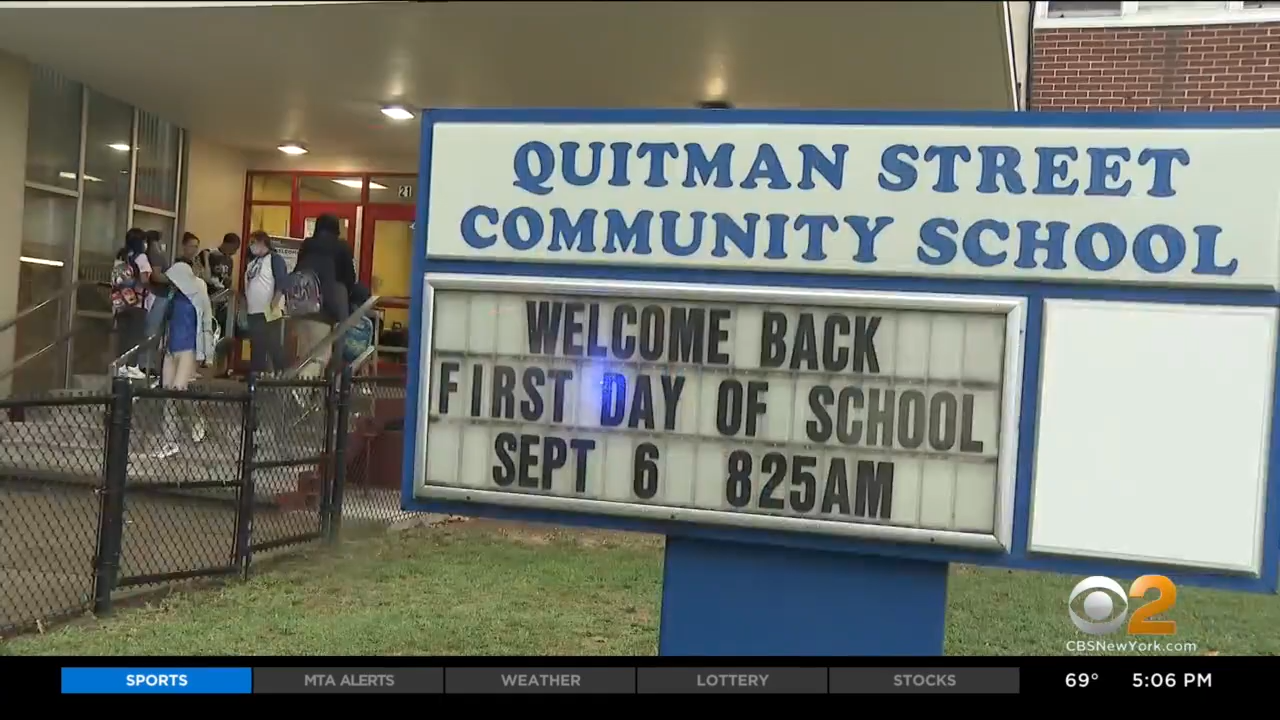 21
QUITMAN STREET
COMMUNITY SCHOOL
WELCOME BACK
FIRST DAY OF SCHOOL
SEPT 6 825AM
2
CBSNewYork.com
SPORTS MTA ALERTS WEATHER LOTTERY STOCKS 69° 5:06 PM